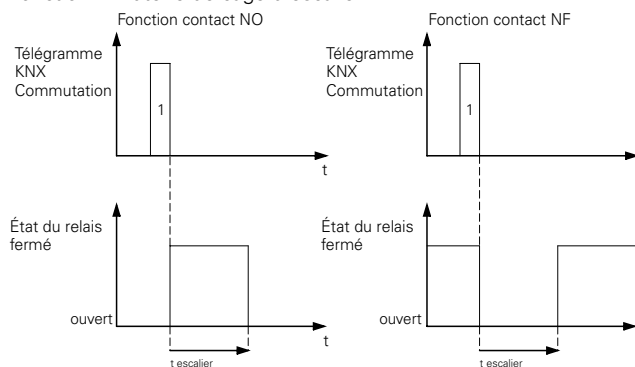 Fonction contact NO
Télégramme
KNX
Commutation
1
t
État du relais
fermé
ouvert
t
t escalier
Fonction contact NF
Télégramme
KNX
Commutation
1
État du relais
fermé
ouvert
t escalier